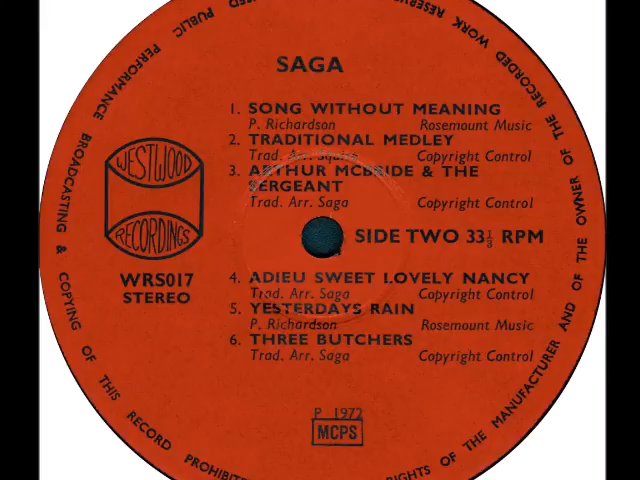 SAGA
1. SONG WITHOUT MEANING
P. Richardson Rosemount Music
2. TRADITIONAL MEDLEY
Trad. Arr. Squire Copyright Control
3. ARTHUR MCBRIDE & THE
SERGEANT
Trad. Arr. Saga Copyright Control
WESTWOOD
RECORDINGS
SIDE TWO 33⅓ RPM
WRS017
STEREO
4. ADIEU SWEET LOVELY NANCY
Trad. Arr. Saga Copyright Control
5. YESTERDAYS RAIN
P. Richardson Rosemount Music
6. THREE BUTCHERS
Trad. Arr. Saga Copyright Control
P 1972
MCPS
RIGHTS OF THE MANUFACTURER AND OF THE OWNER OF THE RECORDED WORK RESERVED
PUBLIC PERFORMANCE BROADCASTING & COPYING OF THIS RECORD